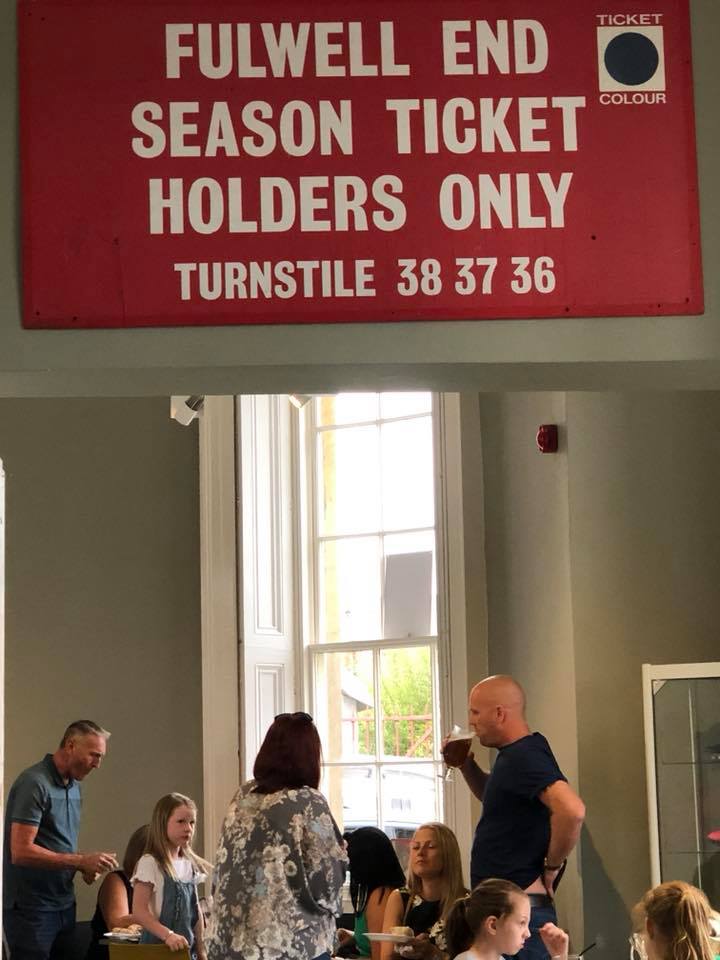 FULWELL END
SEASON TICKET
HOLDERS ONLY
TURNSTILE 38 37 36
TICKET
COLOUR